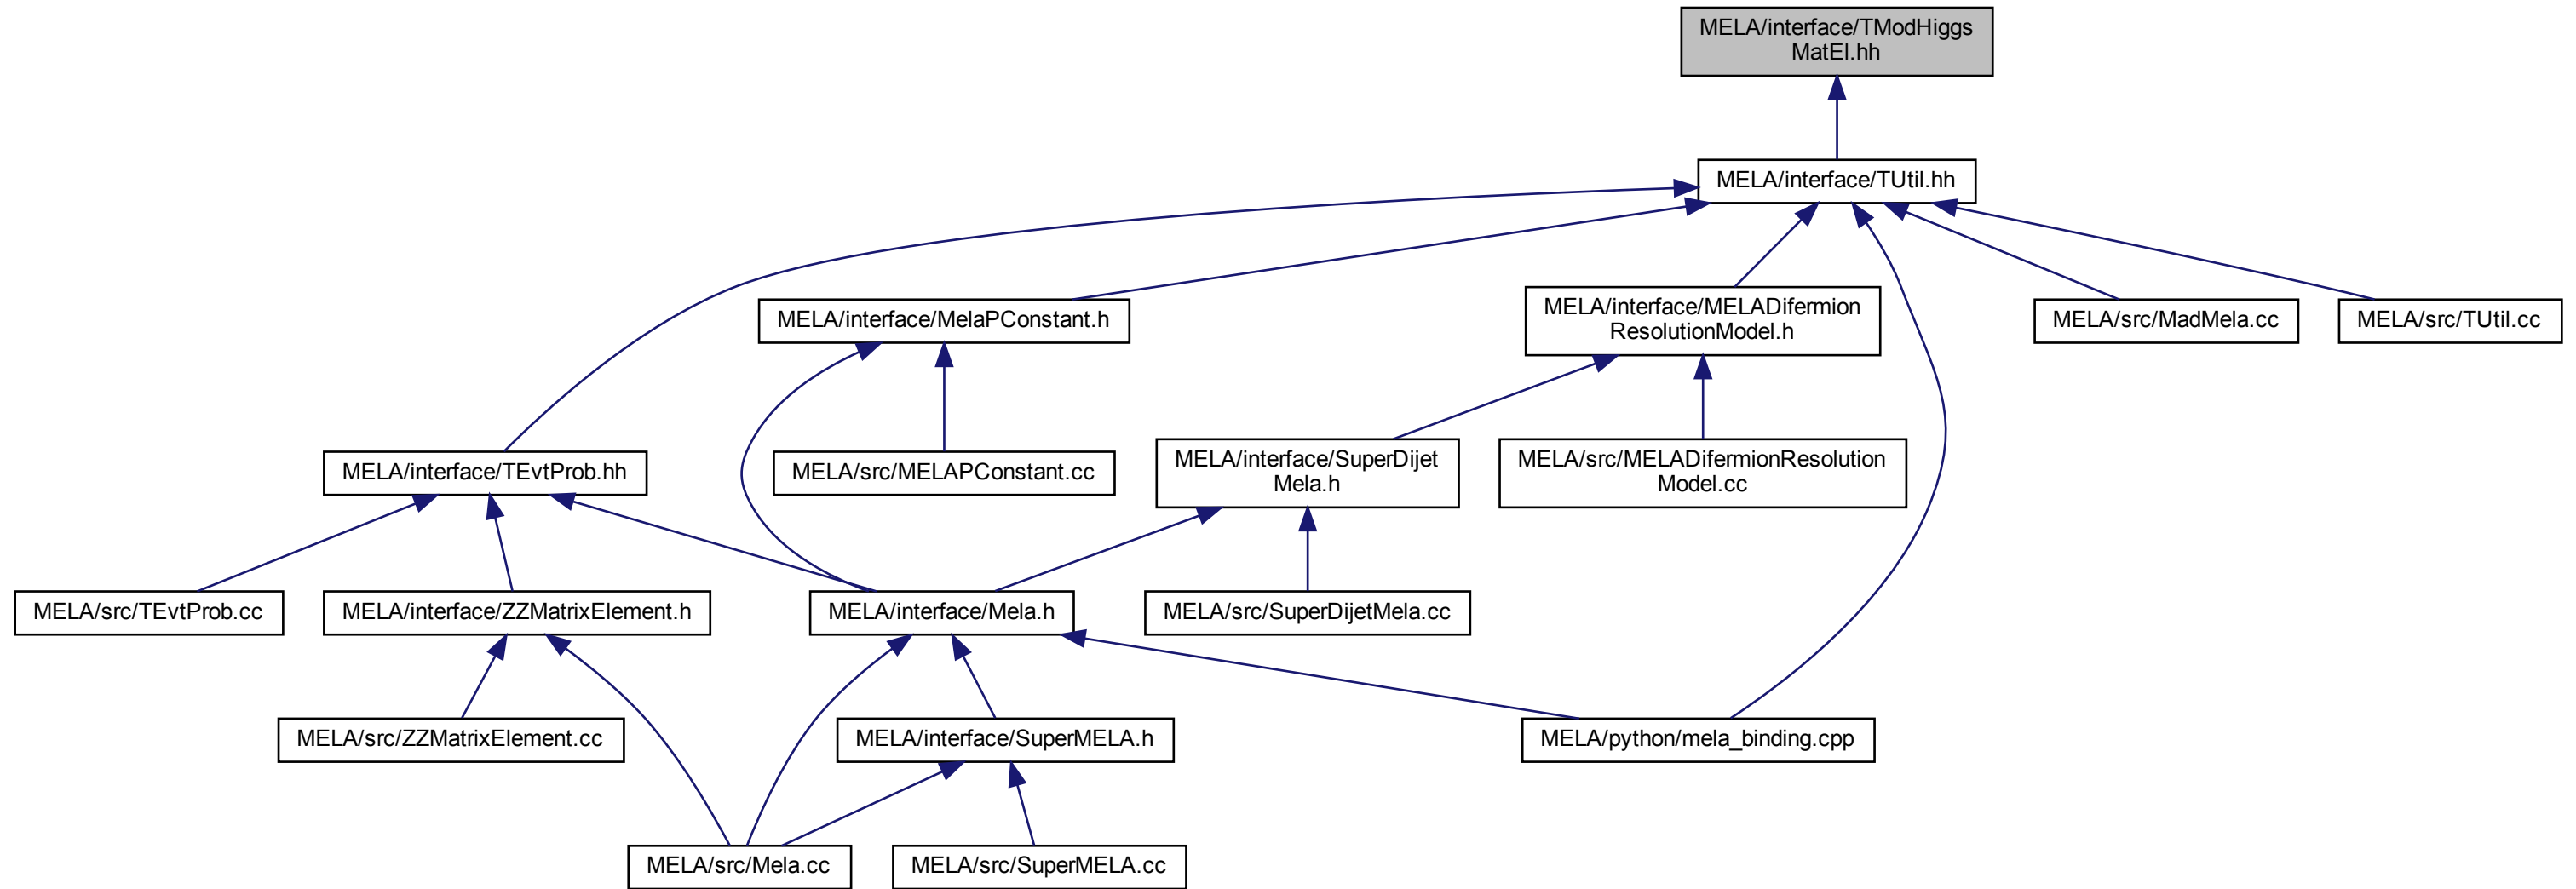 MELA/interface/TModHiggs
MatEl.hh
MELA/interface/TUtil.hh
MELA/interface/MelaPConstant.h
MELA/interface/MELADifermion
ResolutionModel.h
MELA/src/MadMela.cc
MELA/src/TUtil.cc
MELA/interface/TEvtProb.hh
MELA/src/MELAPConstant.cc
MELA/interface/SuperDijet
Mela.h
MELA/src/MELADifermionResolution
Model.cc
MELA/src/TEvtProb.cc
MELA/interface/ZZMatrixElement.h
MELA/interface/Mela.h
MELA/src/SuperDijetMela.cc
MELA/src/ZZMatrixElement.cc
MELA/interface/SuperMELA.h
MELA/python/mela_binding.cpp
MELA/src/Mela.cc
MELA/src/SuperMELA.cc